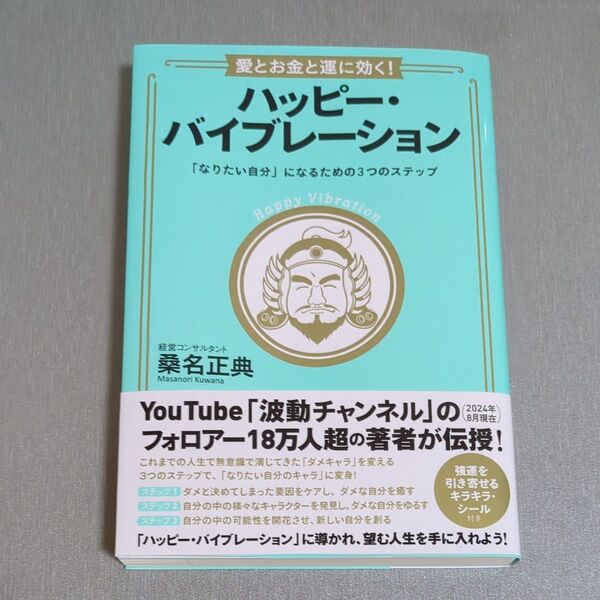 愛とお金と運に効く!
ハッピー・
バイブレーション
「なりたい自分」になるための3つのステップ
Happy Vibration
経営コンサルタント
桑名正典
Masanori Kuwana
YouTube「波動チャンネル」の(2024年8月現在)
フォロアー18万人超の著者が伝授!
これまでの人生で無意識で演じてきた「ダメキャラ」を変える
3つのステップで、「なりたい自分のキャラ」に変身!
ステップ1 ダメと決めてしまった要因をケアし、ダメな自分を癒す
ステップ2 自分の中の様々なキャラクターを発見し、ダメな自分をゆるす
ステップ3 自分の中の可能性を開花させ、新しい自分を創る
「ハッピー・バイブレーション」に導かれ、望む人生を手に入れよう!
強運を
引き寄せる
キラキラ・
シール
付き